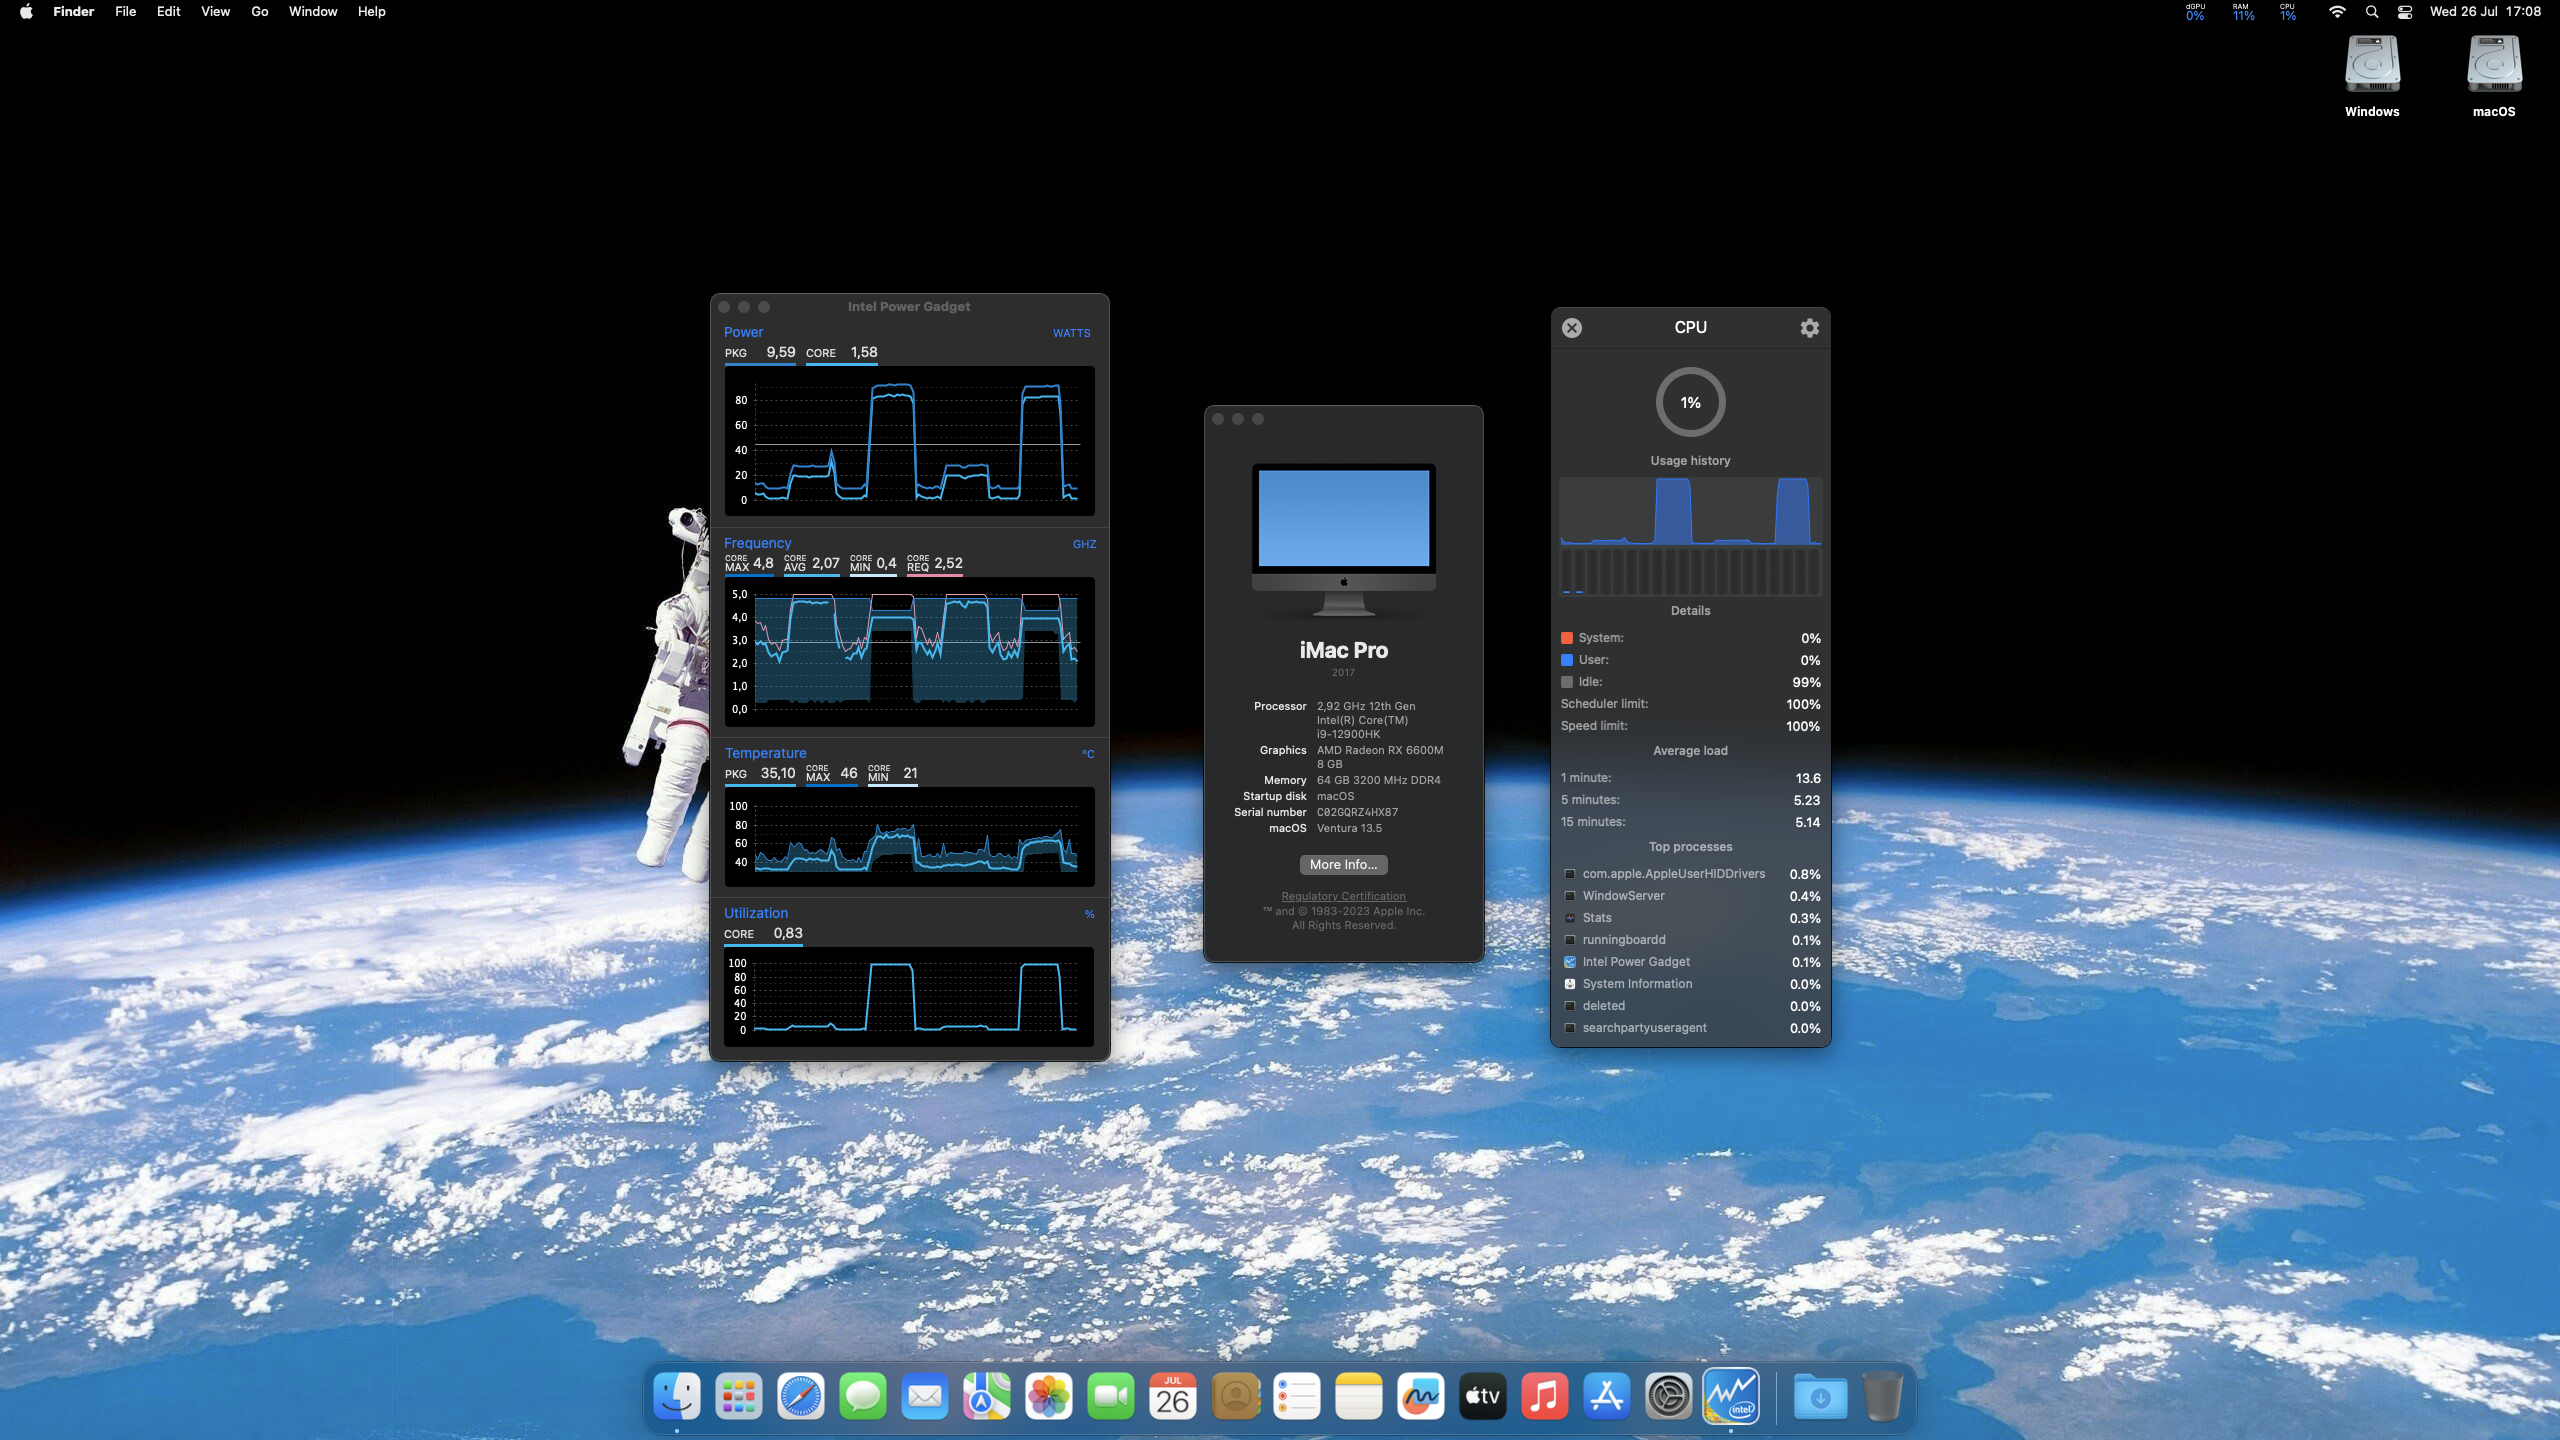 Finder File Edit View Go Window Help
dGPU 0% RAM 11% CPU 1% Wed 26 Jul 17:08
Windows macOS
Intel Power Gadget
Power WATTS
PKG 9,59 CORE 1,58
80
60
40
20
0
Frequency GHZ
CORE MAX 4,8 CORE AVG 2,07 CORE MIN 0,4 CORE REQ 2,52
5,0
4,0
3,0
2,0
1,0
0,0
Temperature °C
PKG 35,10 CORE MAX 46 CORE MIN 21
100
80
60
40
Utilization %
CORE 0,83
100
80
60
40
20
0
iMac Pro
2017
Processor 2,92 GHz 12th Gen
Intel(R) Core(TM)
i9-12900HK
Graphics AMD Radeon RX 6600M
8 GB
Memory 64 GB 3200 MHz DDR4
Startup disk macOS
Serial number C02GQRZ4HX87
macOS Ventura 13.5
More Info...
Regulatory Certification
™ and © 1983-2023 Apple Inc.
All Rights Reserved.
CPU
1%
Usage history
Details
System: 0%
User: 0%
Idle: 99%
Scheduler limit: 100%
Speed limit: 100%
Average load
1 minute: 13.6
5 minutes: 5.23
15 minutes: 5.14
Top processes
com.apple.AppleUserHIDDrivers 0.8%
WindowServer 0.4%
Stats 0.3%
runningboardd 0.1%
Intel Power Gadget 0.1%
System Information 0.0%
deleted 0.0%
searchpartyuseragent 0.0%
JUL
26
tv
intel